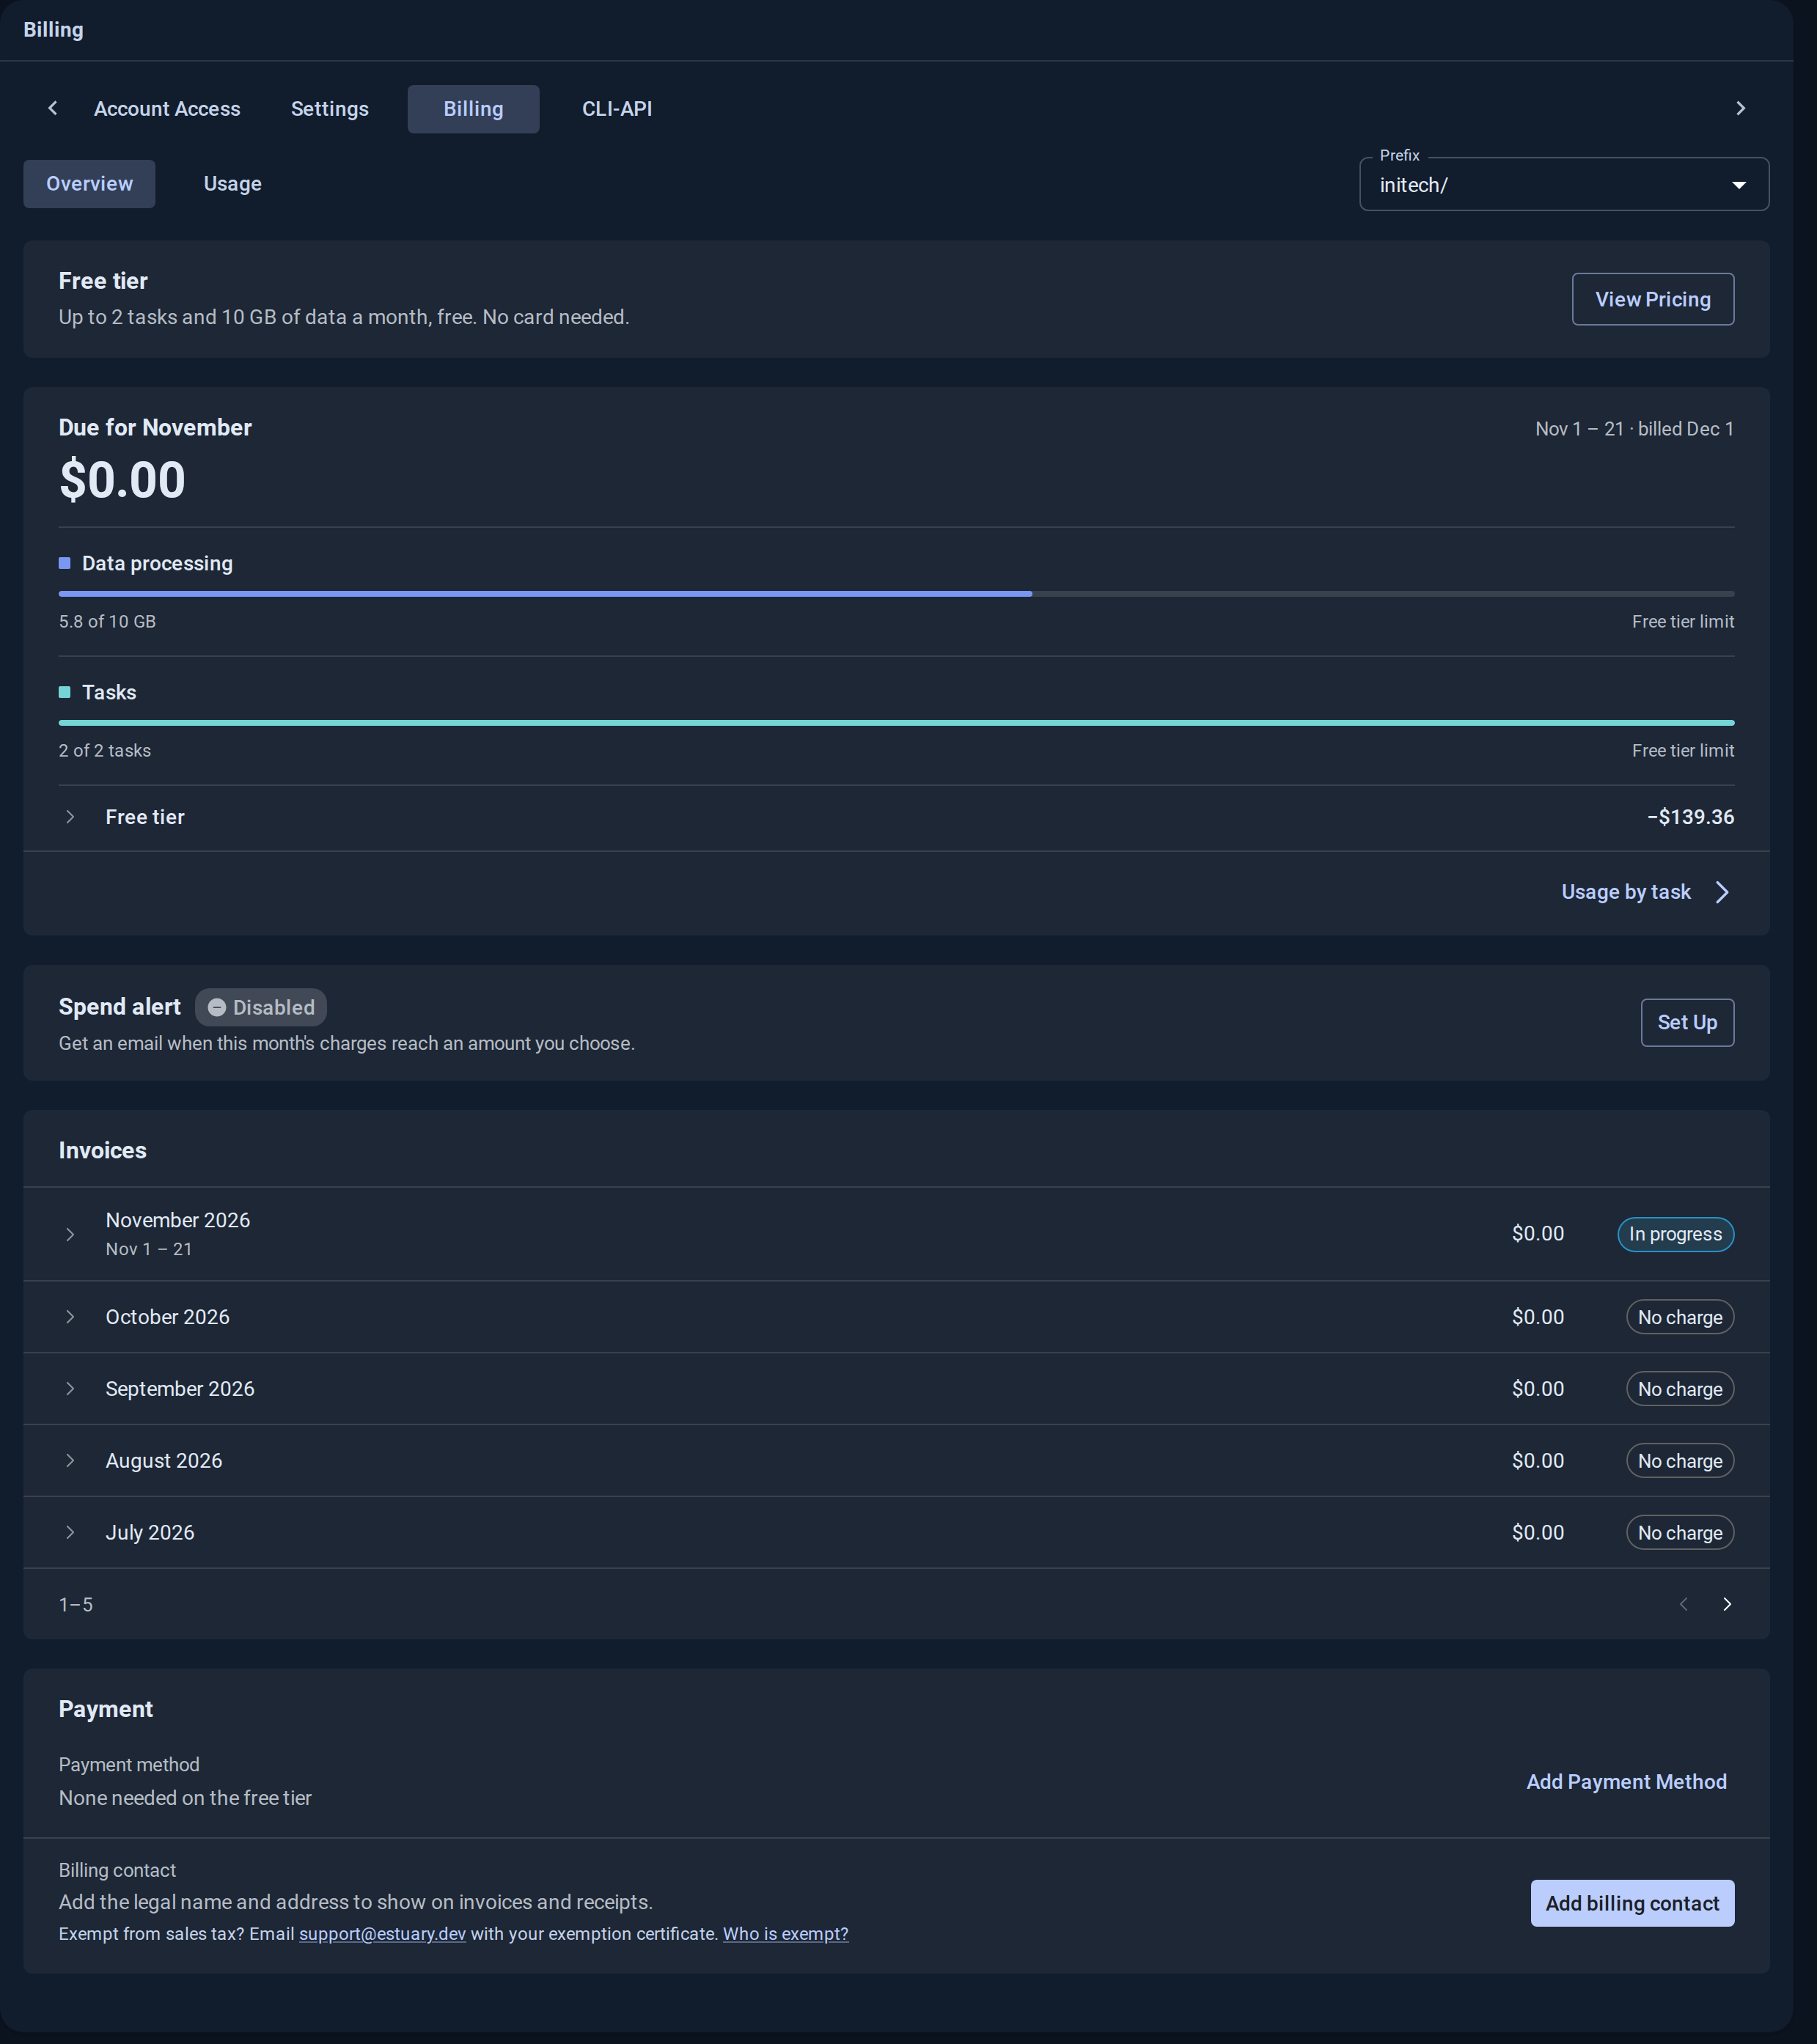 Billing
Account Access
Settings
Billing
CLI-API
Overview
Usage
Prefix
initech/
Free tier
Up to 2 tasks and 10 GB of data a month, free. No card needed.
View Pricing
Due for November
Nov 1 – 21 · billed Dec 1
$0.00
Data processing
5.8 of 10 GB
Free tier limit
Tasks
2 of 2 tasks
Free tier limit
Free tier
−$139.36
Usage by task
Spend alert
Disabled
Get an email when this month's charges reach an amount you choose.
Set Up
Invoices
November 2026
Nov 1 – 21
$0.00
In progress
October 2026
$0.00
No charge
September 2026
$0.00
No charge
August 2026
$0.00
No charge
July 2026
$0.00
No charge
1–5
Payment
Payment method
None needed on the free tier
Add Payment Method
Billing contact
Add the legal name and address to show on invoices and receipts.
Exempt from sales tax? Email support@estuary.dev with your exemption certificate. Who is exempt?
Add billing contact